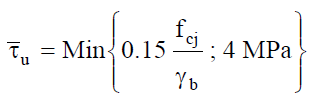 τ̄u = Min{0.15 fcj / γb ; 4 MPa}